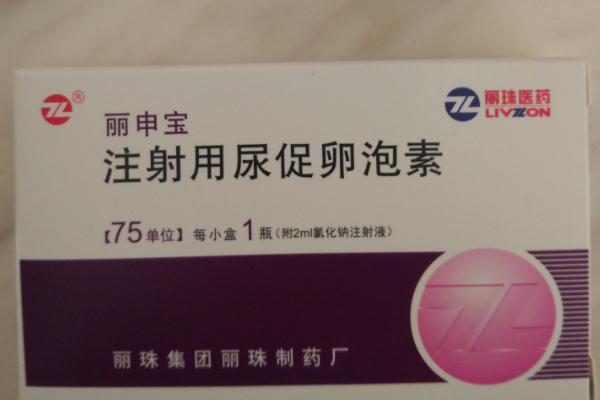 ®
丽珠医药
LIVZON
丽申宝
注射用尿促卵泡素
【75单位】每小盒1瓶(附2ml氯化钠注射液)
丽珠集团丽珠制药厂